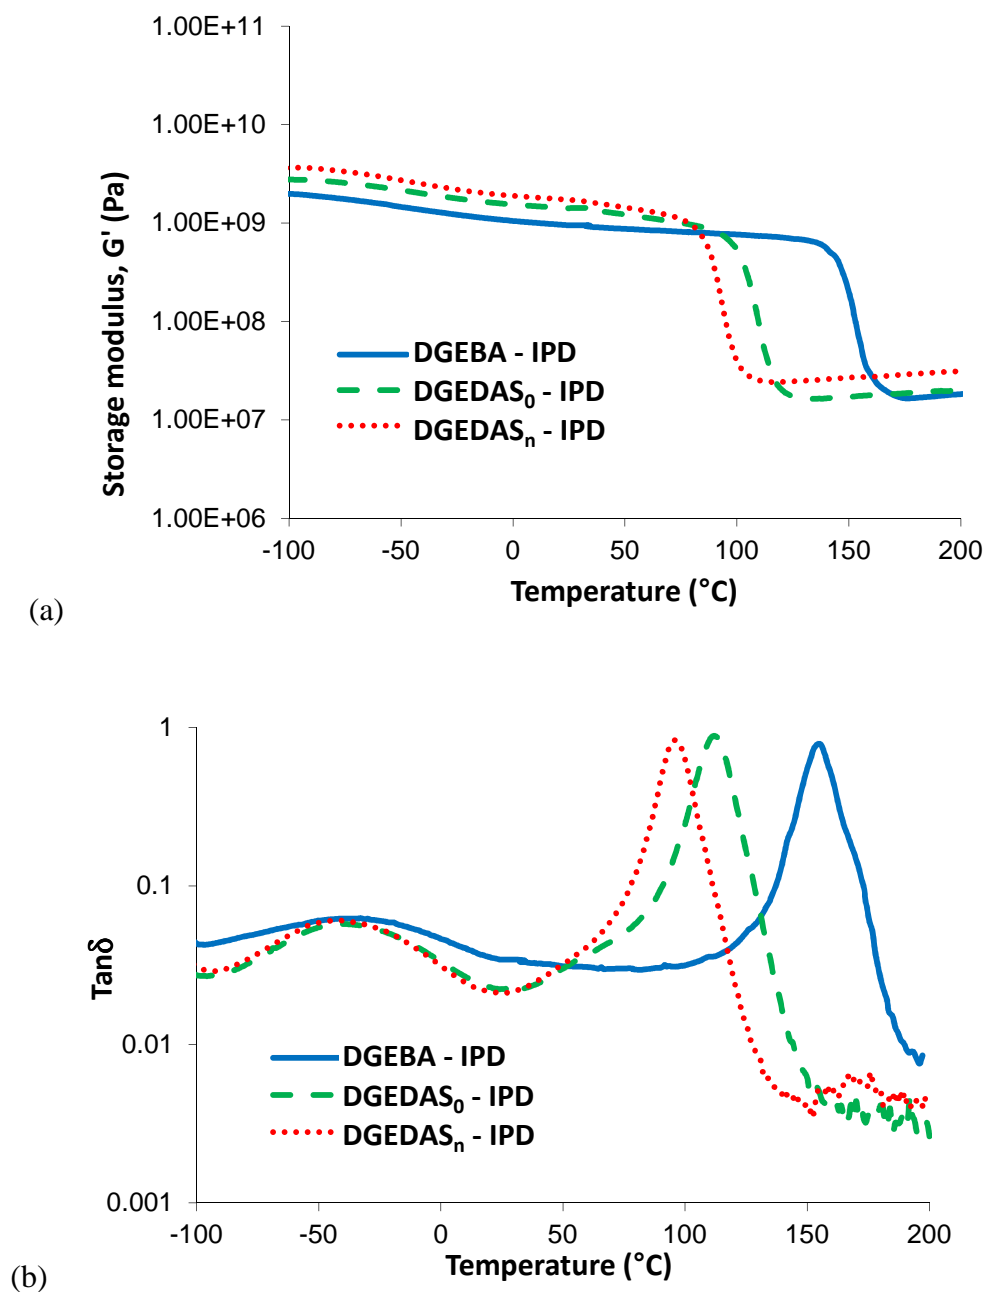 1.00E+11
1.00E+10
1.00E+09
1.00E+08
1.00E+07
1.00E+06
Storage modulus, G' (Pa)
DGEBA - IPD
DGEDAS0 - IPD
DGEDASn - IPD
-100 -50 0 50 100 150 200
Temperature (°C)
(a)
1
0.1
0.01
0.001
Tanδ
DGEBA - IPD
DGEDAS0 - IPD
DGEDASn - IPD
-100 -50 0 50 100 150 200
Temperature (°C)
(b)